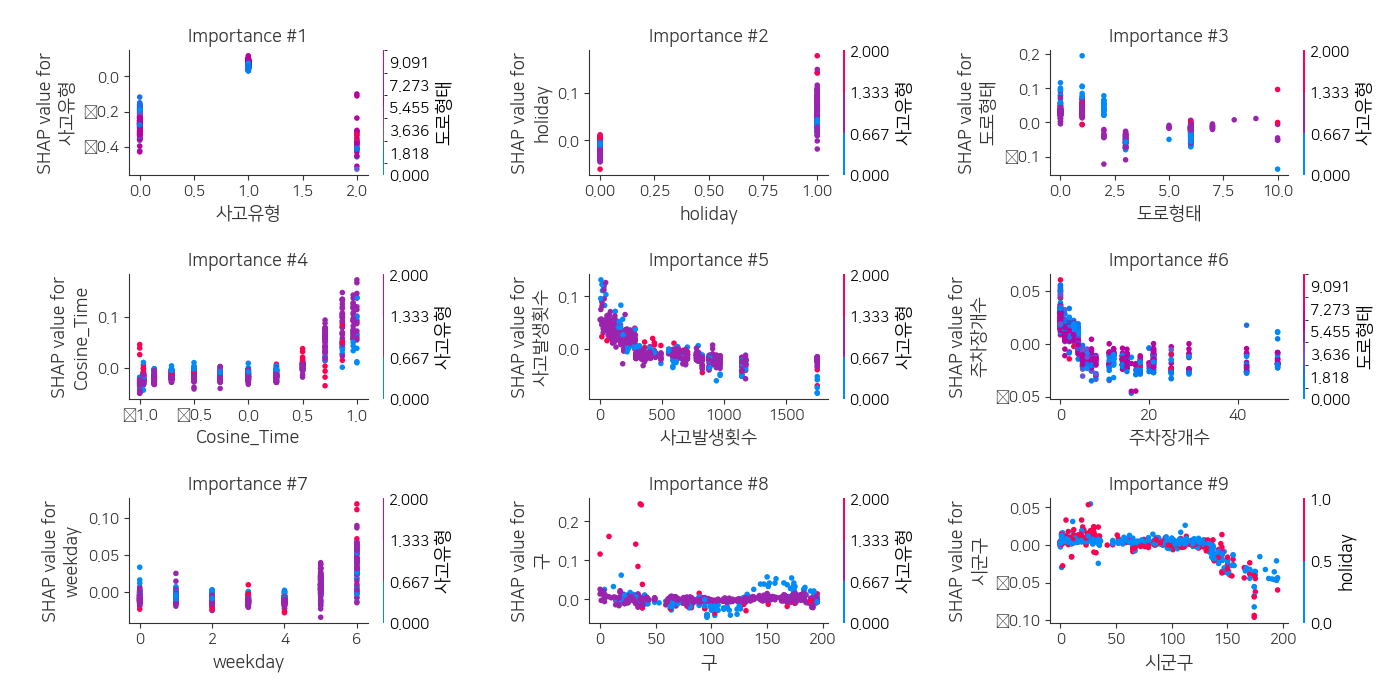 Importance #1
SHAP value for
사고유형
0.0
0.2
0.4
0.0
0.5
1.0
1.5
2.0
사고유형
9.091
7.273
5.455
3.636
1.818
0.000
도로형태
Importance #2
SHAP value for
holiday
0.1
0.0
0.00
0.25
0.50
0.75
1.00
holiday
2.000
1.333
0.667
0.000
사고유형
Importance #3
SHAP value for
도로형태
0.2
0.1
0.0
0.1
0.0
2.5
5.0
7.5
10.0
도로형태
2.000
1.333
0.667
0.000
사고유형
Importance #4
SHAP value for
Cosine_Time
0.1
0.0
1.0
0.5
0.0
0.5
1.0
Cosine_Time
2.000
1.333
0.667
0.000
사고유형
Importance #5
SHAP value for
사고발생횟수
0.1
0.0
0
500
1000
1500
사고발생횟수
2.000
1.333
0.667
0.000
사고유형
Importance #6
SHAP value for
주차장개수
0.05
0.00
0.05
0
20
40
주차장개수
9.091
7.273
5.455
3.636
1.818
0.000
도로형태
Importance #7
SHAP value for
weekday
0.10
0.05
0.00
0
2
4
6
weekday
2.000
1.333
0.667
0.000
사고유형
Importance #8
SHAP value for
구
0.2
0.1
0.0
0
50
100
150
200
구
2.000
1.333
0.667
0.000
사고유형
Importance #9
SHAP value for
시군구
0.05
0.00
0.05
0.10
0
50
100
150
200
시군구
1.0
0.5
0.0
holiday